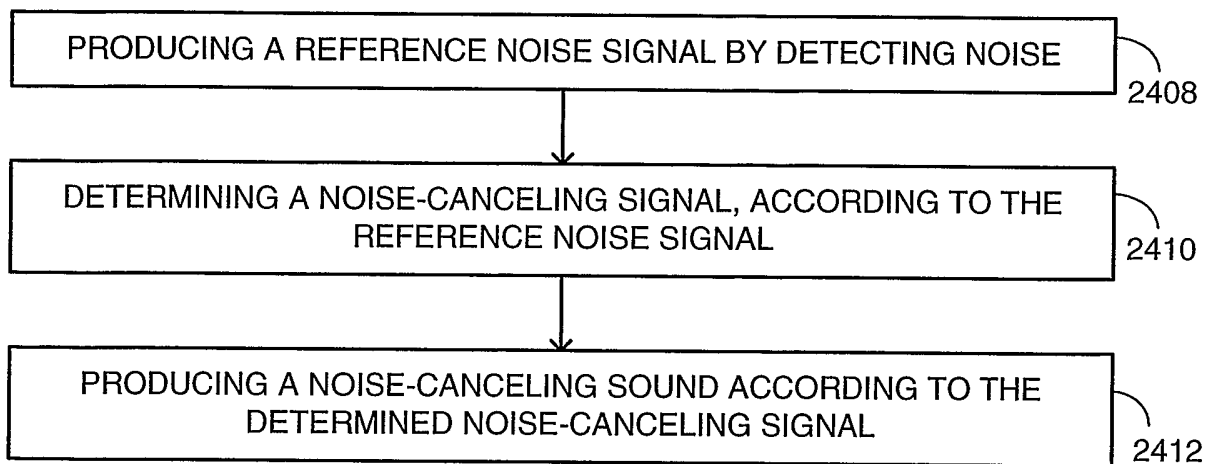 PRODUCING A REFERENCE NOISE SIGNAL BY DETECTING NOISE
2408
DETERMINING A NOISE-CANCELING SIGNAL, ACCORDING TO THE
REFERENCE NOISE SIGNAL
2410
PRODUCING A NOISE-CANCELING SOUND ACCORDING TO THE
DETERMINED NOISE-CANCELING SIGNAL
2412